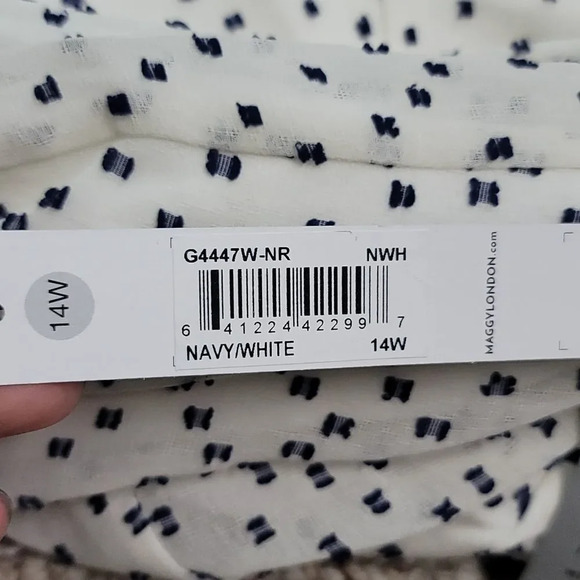 14W
G4447W-NR NWH
6 41224 42299 7
NAVY/WHITE 14W
MAGGYLONDON.com